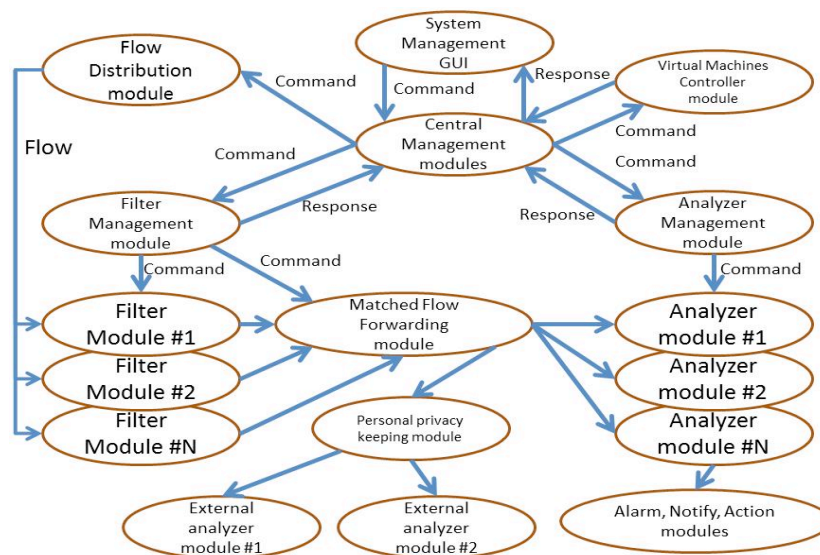 System
Management
GUI
Flow
Distribution
module
Command
Command
Response
Virtual Machines
Controller
module
Central
Management
modules
Command
Flow
Command
Command
Filter
Management
module
Response
Response
Analyzer
Management
module
Command
Command
Command
Filter
Module #1
Matched Flow
Forwarding
module
Analyzer
module #1
Filter
Module #2
Analyzer
module #2
Filter
Module #N
Personal privacy
keeping module
Analyzer
module #N
External
analyzer
module #1
External
analyzer
module #2
Alarm, Notify, Action
modules